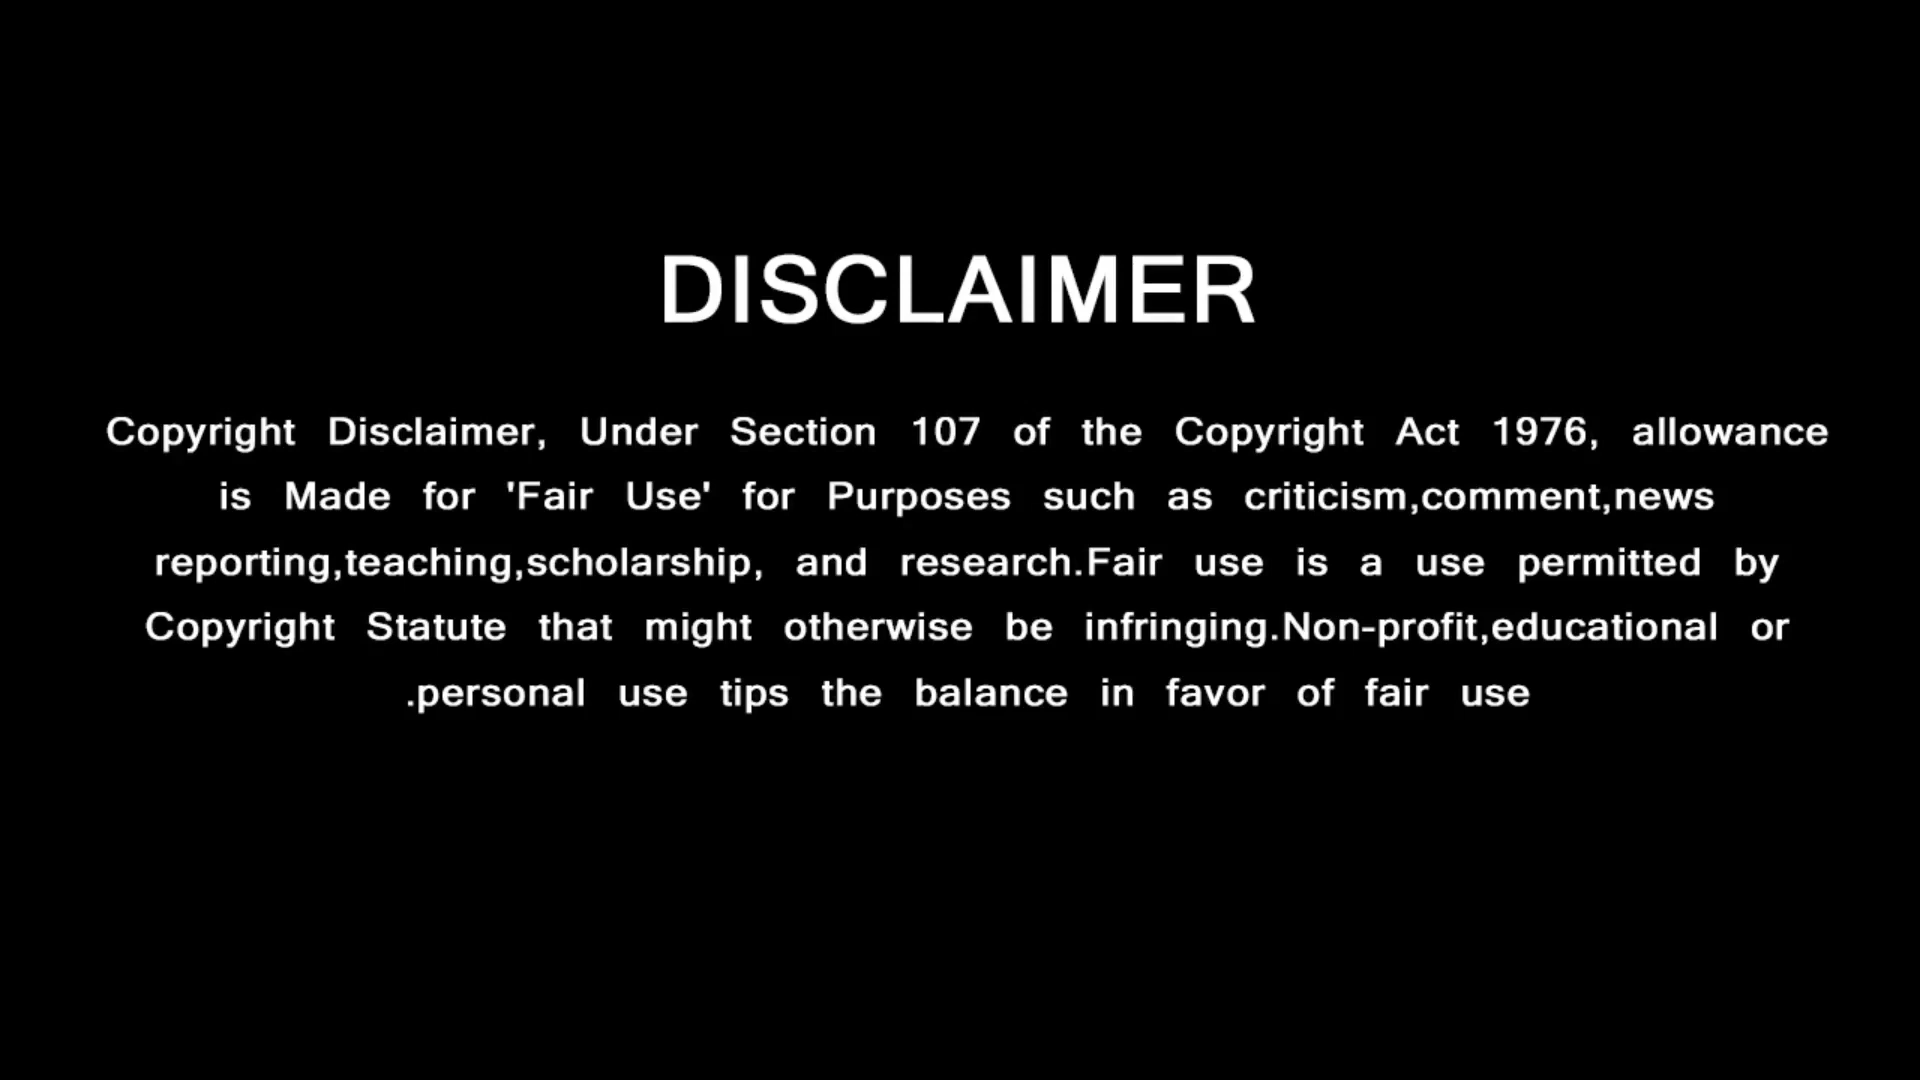 DISCLAIMER
Copyright Disclaimer, Under Section 107 of the Copyright Act 1976, allowance
is Made for 'Fair Use' for Purposes such as criticism,comment,news
reporting,teaching,scholarship, and research.Fair use is a use permitted by
Copyright Statute that might otherwise be infringing.Non-profit,educational or
.personal use tips the balance in favor of fair use